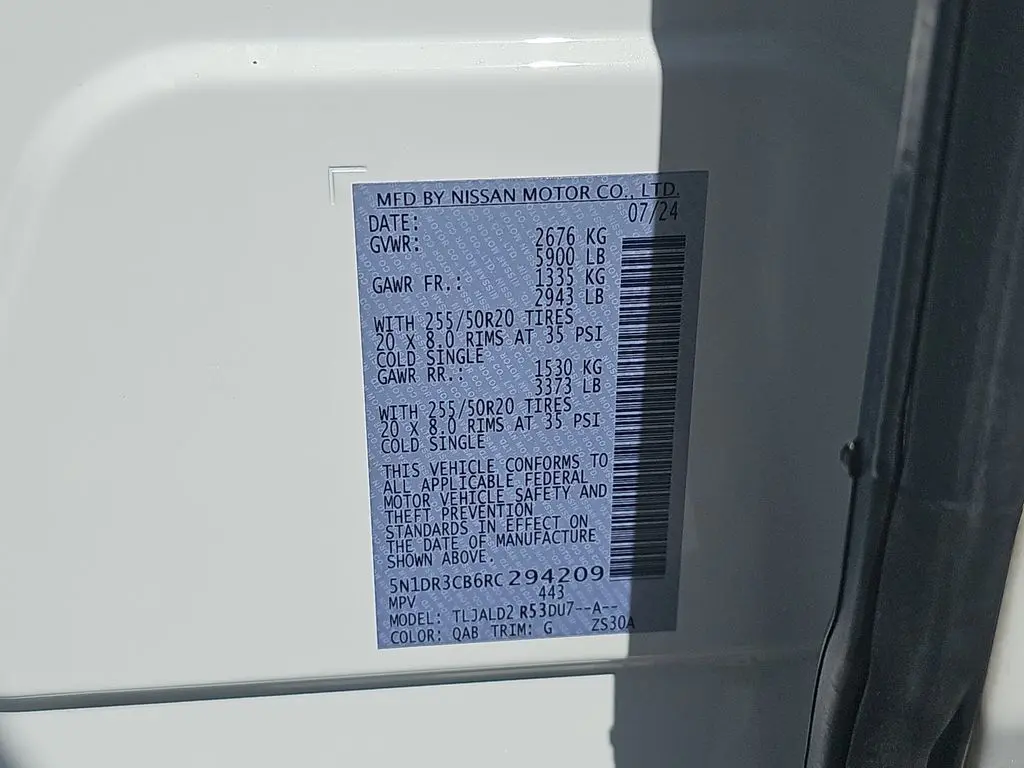 MFD BY NISSAN MOTOR CO., LTD.
DATE: 07/24
GVWR: 2676 KG
5900 LB
GAWR FR.: 1335 KG
2943 LB
WITH 255/50R20 TIRES
20 X 8.0 RIMS AT 35 PSI
COLD SINGLE
GAWR RR.: 1530 KG
3373 LB
WITH 255/50R20 TIRES
20 X 8.0 RIMS AT 35 PSI
COLD SINGLE
THIS VEHICLE CONFORMS TO
ALL APPLICABLE FEDERAL
MOTOR VEHICLE SAFETY AND
THEFT PREVENTION
STANDARDS IN EFFECT ON
THE DATE OF MANUFACTURE
SHOWN ABOVE.
5N1DR3CB6RC294209
MPV 443
MODEL: TLJALD2 R53DU7--A--
COLOR: QAB TRIM: G ZS30A